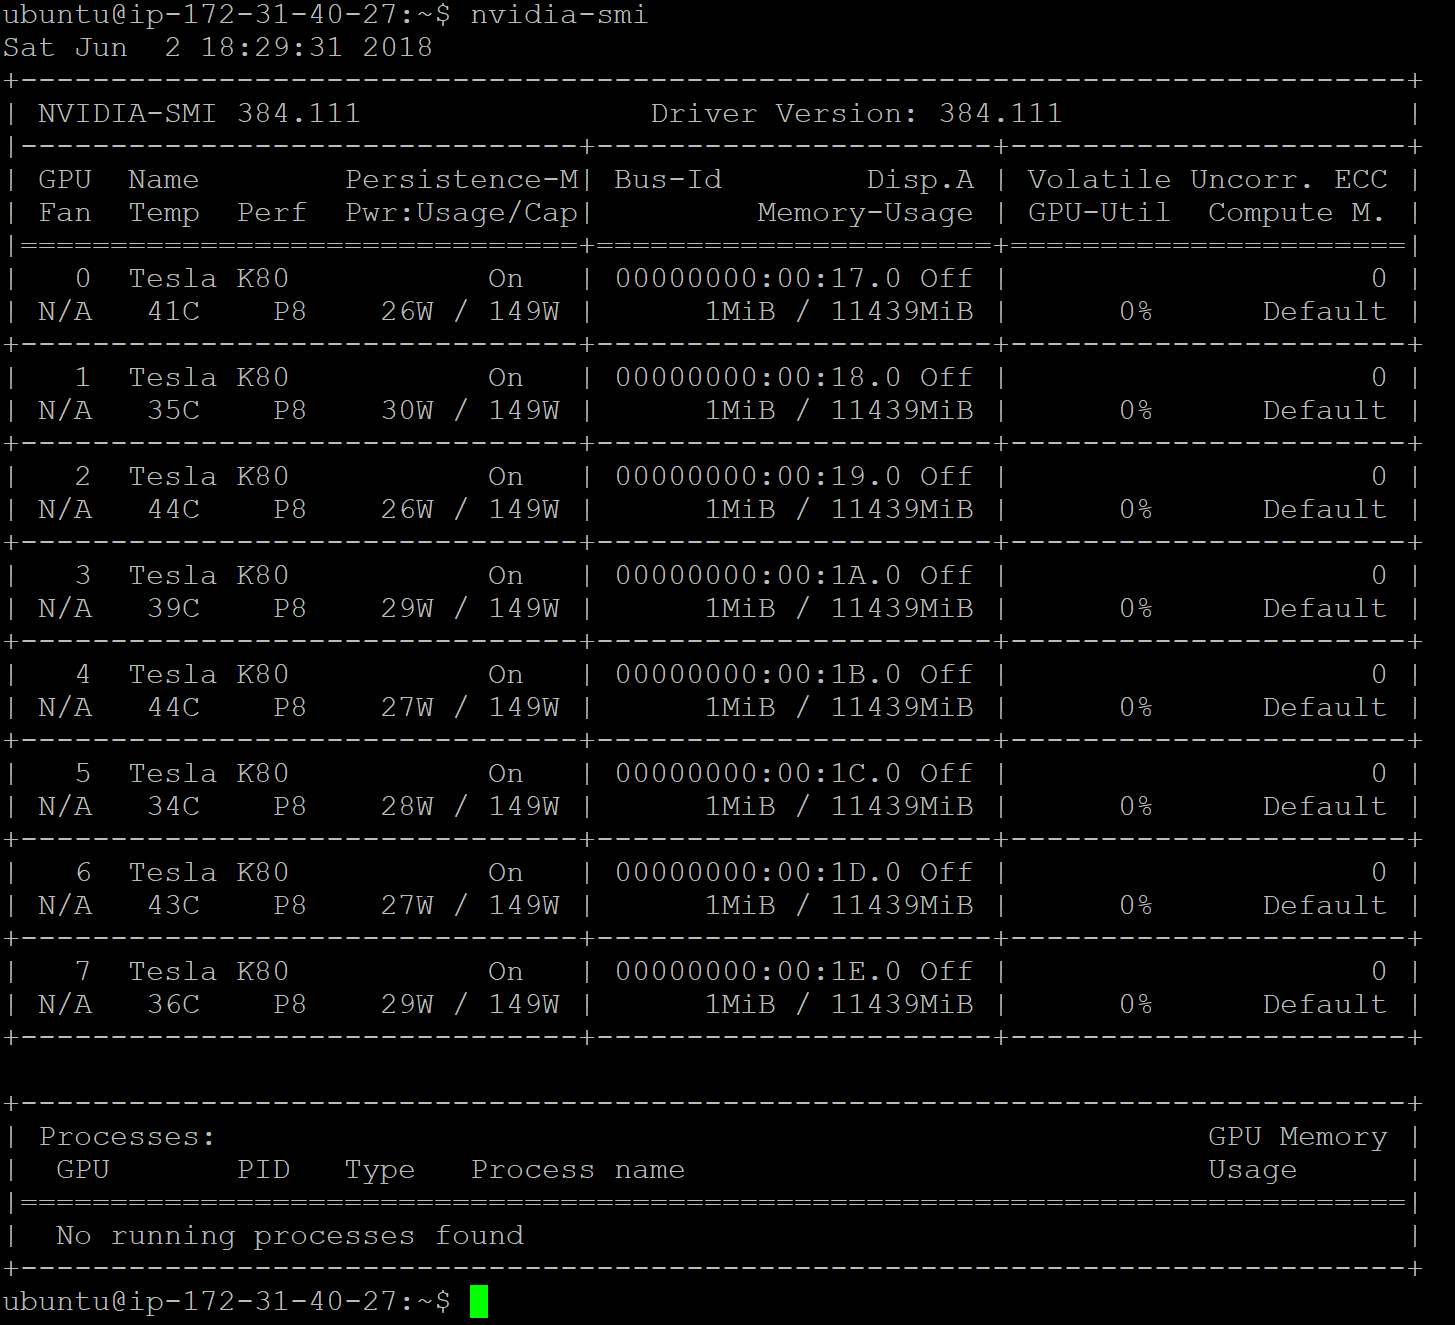 ubuntu@ip-172-31-40-27:~$ nvidia-smi
Sat Jun  2 18:29:31 2018
+-----------------------------------------------------------------------------+
| NVIDIA-SMI 384.111                Driver Version: 384.111                   |
|-------------------------------+----------------------+----------------------+
| GPU  Name        Persistence-M| Bus-Id        Disp.A | Volatile Uncorr. ECC |
| Fan  Temp  Perf  Pwr:Usage/Cap|         Memory-Usage | GPU-Util  Compute M. |
|===============================+======================+======================|
|   0  Tesla K80           On   | 00000000:00:17.0 Off |                    0 |
| N/A   41C    P8    26W / 149W |      1MiB / 11439MiB |      0%      Default |
+-------------------------------+----------------------+----------------------+
|   1  Tesla K80           On   | 00000000:00:18.0 Off |                    0 |
| N/A   35C    P8    30W / 149W |      1MiB / 11439MiB |      0%      Default |
+-------------------------------+----------------------+----------------------+
|   2  Tesla K80           On   | 00000000:00:19.0 Off |                    0 |
| N/A   44C    P8    26W / 149W |      1MiB / 11439MiB |      0%      Default |
+-------------------------------+----------------------+----------------------+
|   3  Tesla K80           On   | 00000000:00:1A.0 Off |                    0 |
| N/A   39C    P8    29W / 149W |      1MiB / 11439MiB |      0%      Default |
+-------------------------------+----------------------+----------------------+
|   4  Tesla K80           On   | 00000000:00:1B.0 Off |                    0 |
| N/A   44C    P8    27W / 149W |      1MiB / 11439MiB |      0%      Default |
+-------------------------------+----------------------+----------------------+
|   5  Tesla K80           On   | 00000000:00:1C.0 Off |                    0 |
| N/A   34C    P8    28W / 149W |      1MiB / 11439MiB |      0%      Default |
+-------------------------------+----------------------+----------------------+
|   6  Tesla K80           On   | 00000000:00:1D.0 Off |                    0 |
| N/A   43C    P8    27W / 149W |      1MiB / 11439MiB |      0%      Default |
+-------------------------------+----------------------+----------------------+
|   7  Tesla K80           On   | 00000000:00:1E.0 Off |                    0 |
| N/A   36C    P8    29W / 149W |      1MiB / 11439MiB |      0%      Default |
+-------------------------------+----------------------+----------------------+

+-----------------------------------------------------------------------------+
| Processes:                                                       GPU Memory |
|  GPU       PID   Type   Process name                             Usage      |
|=============================================================================|
|  No running processes found                                                 |
+-----------------------------------------------------------------------------+
ubuntu@ip-172-31-40-27:~$